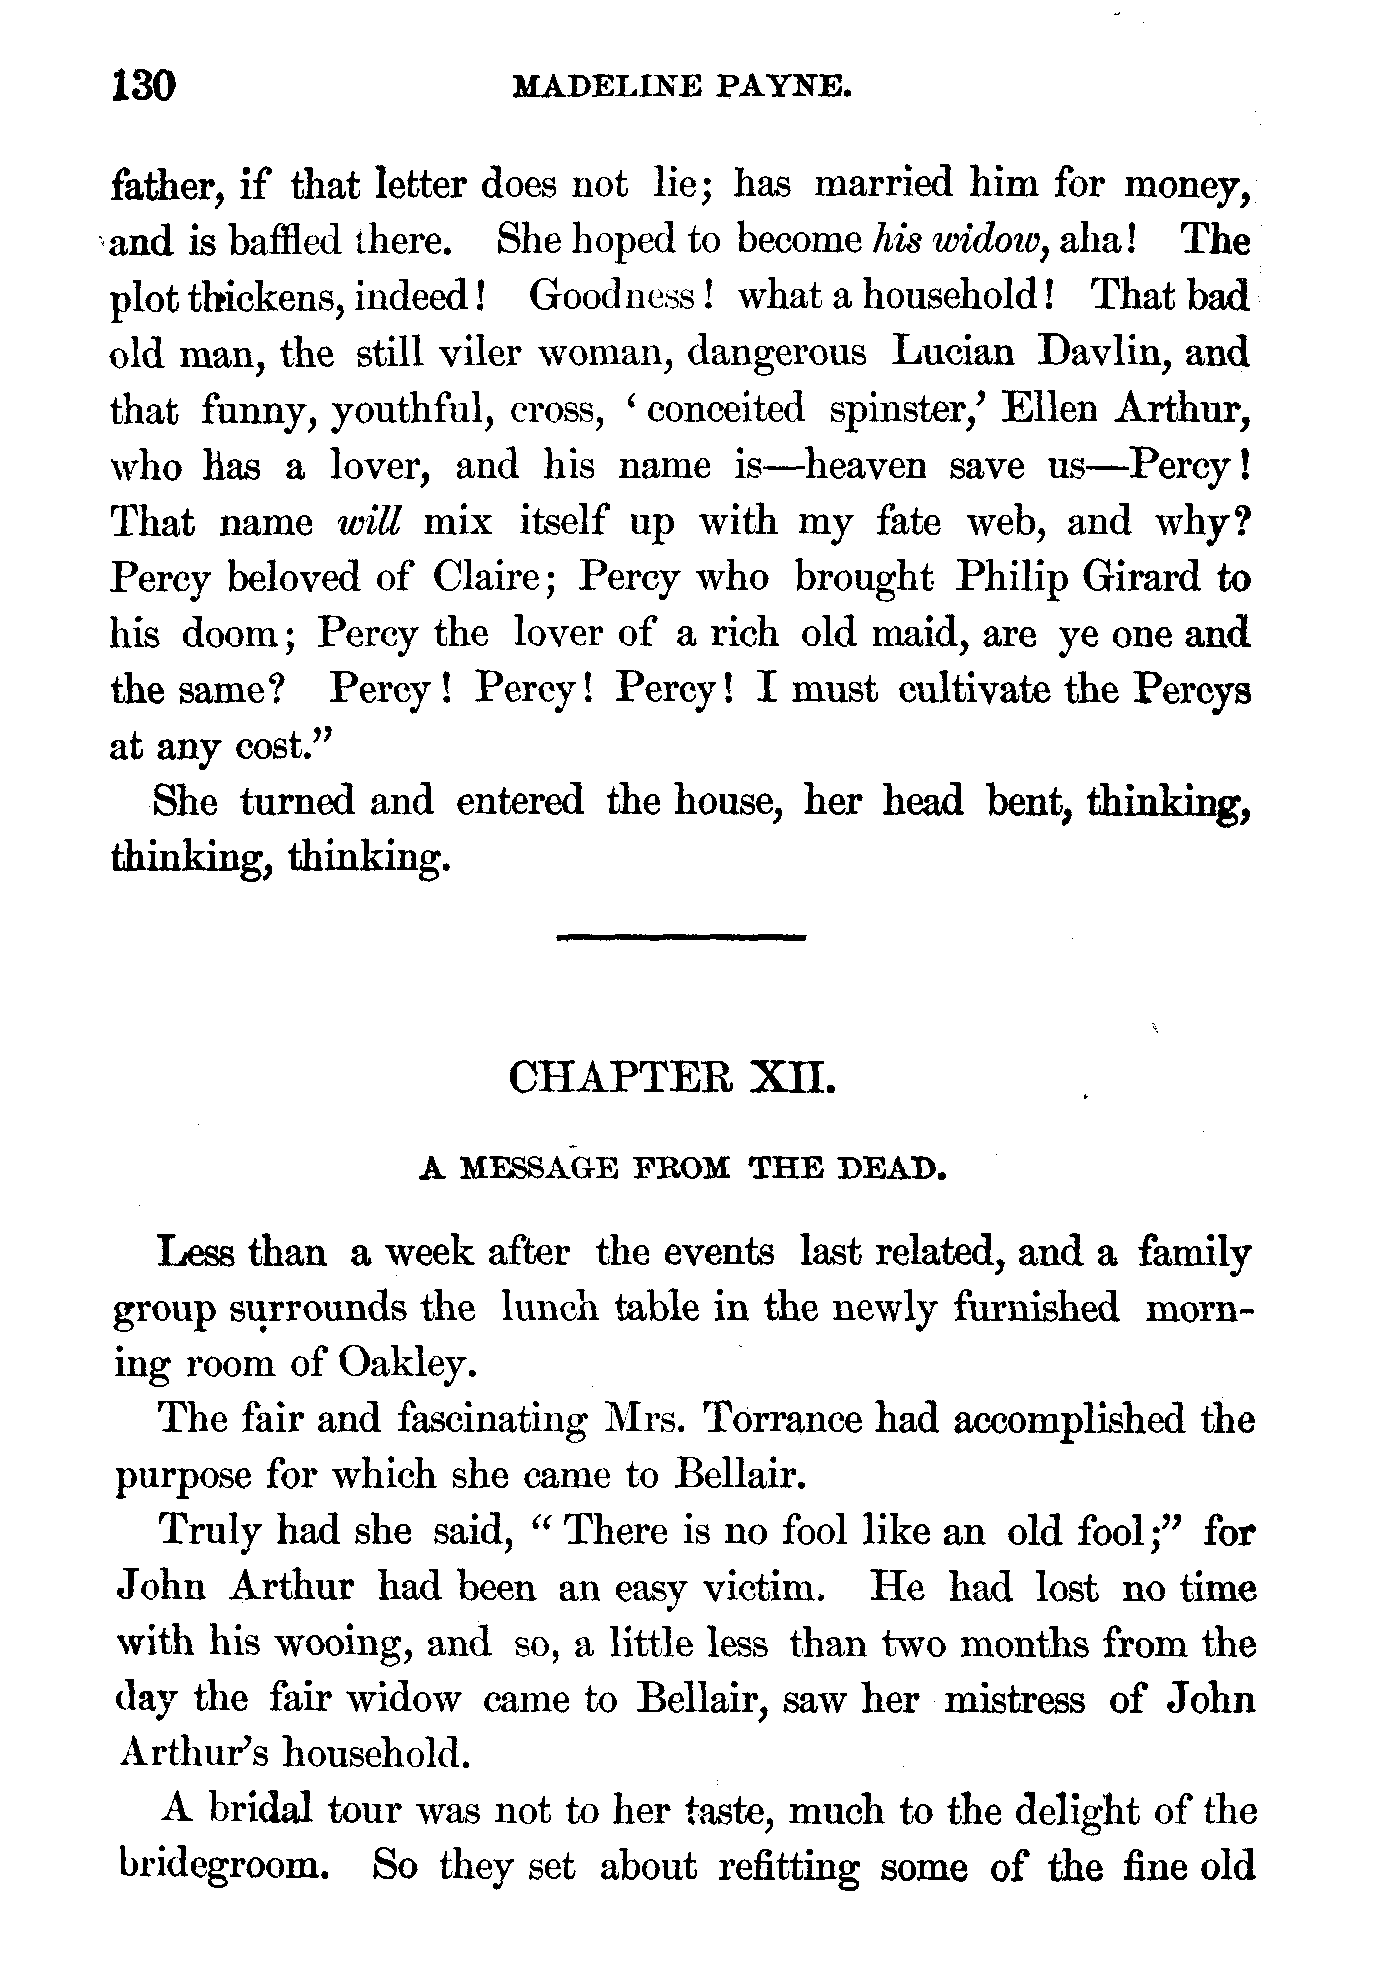 130 MADELINE PAYNE.
father, if that letter does not lie; has married him for money,
and is baffled there. She hoped to become his widow, aha! The
plot thickens, indeed! Goodness! what a household! That bad
old man, the still viler woman, dangerous Lucian Davlin, and
that funny, youthful, cross, ‘conceited spinster,’ Ellen Arthur,
who has a lover, and his name is—heaven save us—Percy!
That name will mix itself up with my fate web, and why?
Percy beloved of Claire; Percy who brought Philip Girard to
his doom; Percy the lover of a rich old maid, are ye one and
the same? Percy! Percy! Percy! I must cultivate the Percys
at any cost.”
She turned and entered the house, her head bent, thinking,
thinking, thinking.
CHAPTER XII.
A MESSAGE FROM THE DEAD.
Less than a week after the events last related, and a family
group surrounds the lunch table in the newly furnished morn-
ing room of Oakley.
The fair and fascinating Mrs. Torrance had accomplished the
purpose for which she came to Bellair.
Truly had she said, “There is no fool like an old fool;” for
John Arthur had been an easy victim. He had lost no time
with his wooing, and so, a little less than two months from the
day the fair widow came to Bellair, saw her mistress of John
Arthur’s household.
A bridal tour was not to her taste, much to the delight of the
bridegroom. So they set about refitting some of the fine old